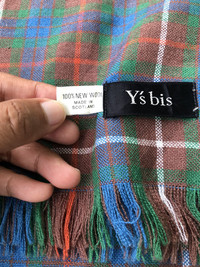 100% NEW WOOL
MADE IN
SCOTLAND
Y's bis